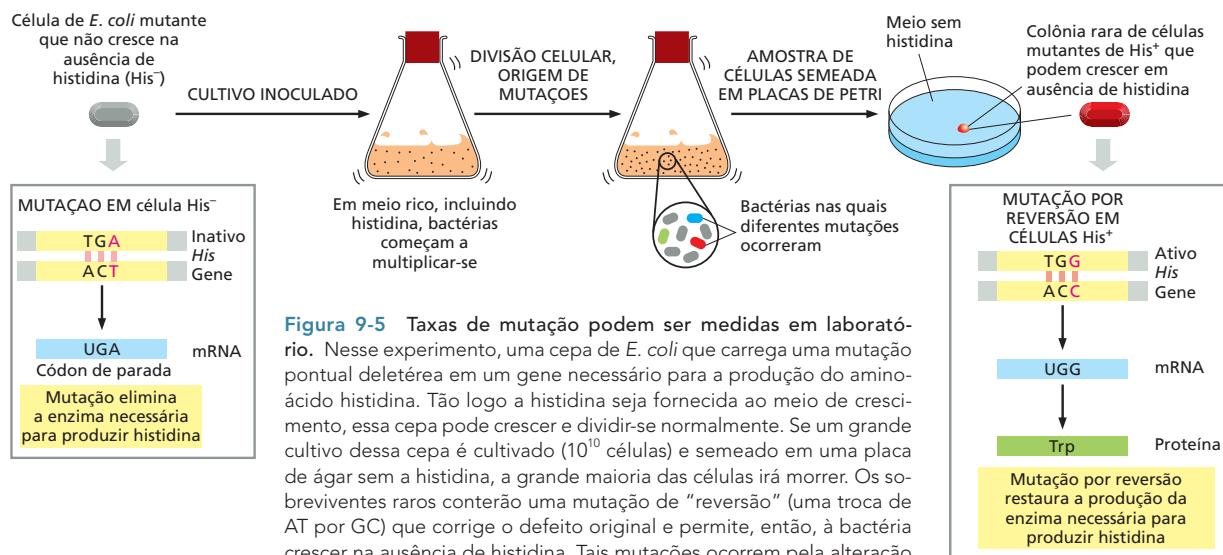 Célula de E. coli mutante
que não cresce na
ausência de
histidina (His⁻)
CULTIVO INOCULADO
DIVISÃO CELULAR,
ORIGEM DE
MUTAÇOES
AMOSTRA DE
CÉLULAS SEMEADA
EM PLACAS DE PETRI
Meio sem
histidina
Colônia rara de células
mutantes de His⁺ que
podem crescer em
ausência de histidina
Em meio rico, incluindo
histidina, bactérias
começam a
multiplicar-se
Bactérias nas quais
diferentes mutações
ocorreram
MUTAÇAO EM célula His⁻
TGA
ACT
Inativo
His
Gene
UGA
mRNA
Códon de parada
Mutação elimina
a enzima necessária
para produzir histidina
MUTAÇÃO POR
REVERSÃO EM
CÉLULAS His⁺
TGG
ACC
Ativo
His
Gene
UGG
mRNA
Trp
Proteína
Mutação por reversão
restaura a produção da
enzima necessária para
produzir histidina
Figura 9-5 Taxas de mutação podem ser medidas em laborató-
rio. Nesse experimento, uma cepa de E. coli que carrega uma mutação
pontual deletérea em um gene necessário para a produção do amino-
ácido histidina. Tão logo a histidina seja fornecida ao meio de cresci-
mento, essa cepa pode crescer e dividir-se normalmente. Se um grande
cultivo dessa cepa é cultivado (10¹⁰ células) e semeado em uma placa
de ágar sem a histidina, a grande maioria das células irá morrer. Os so-
breviventes raros conterão uma mutação de “reversão” (uma troca de
AT por GC) que corrige o defeito original e permite, então, à bactéria
crescer na ausência de histidina. Tais mutações ocorrem pela alteração